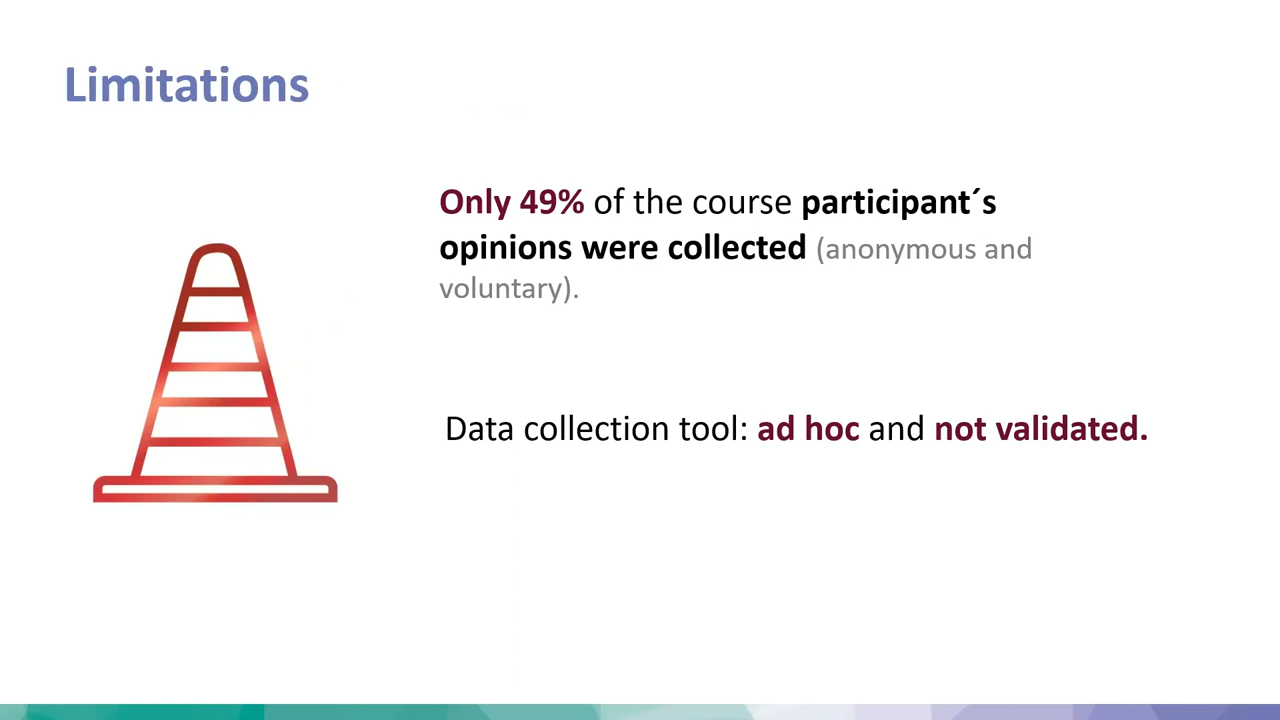 Limitations
Only 49% of the course participant´s
opinions were collected (anonymous and
voluntary).
Data collection tool: ad hoc and not validated.